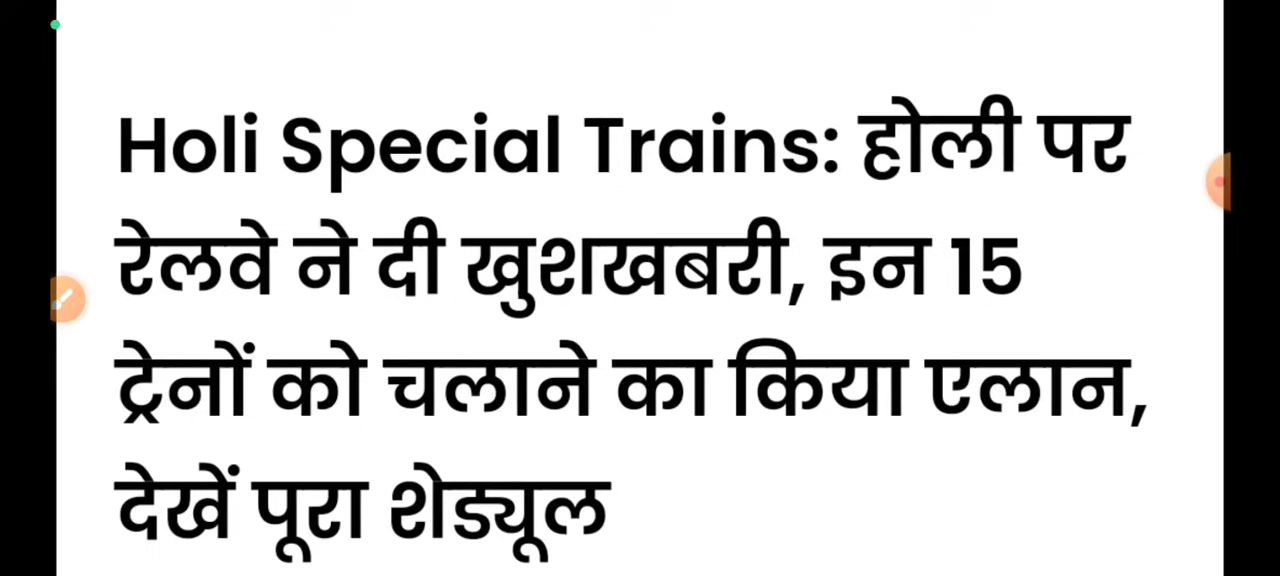 Holi Special Trains: होली पर
रेलवे ने दी खुशखबरी, इन 15
ट्रेनों को चलाने का किया एलान,
देखें पूरा शेड्यूल